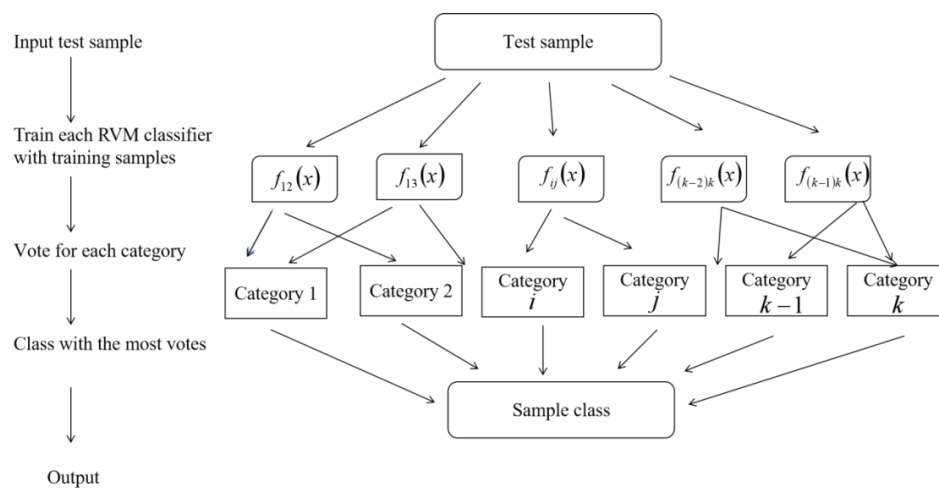 Input test sample
Train each RVM classifier
with training samples
Vote for each category
Class with the most votes
Output
Test sample
f₁₂(x)
f₁₃(x)
fᵢⱼ(x)
f₍ₖ₋₂₎ₖ(x)
f₍ₖ₋₁₎ₖ(x)
Category 1
Category 2
Category
i
Category
j
Category
k−1
Category
k
Sample class